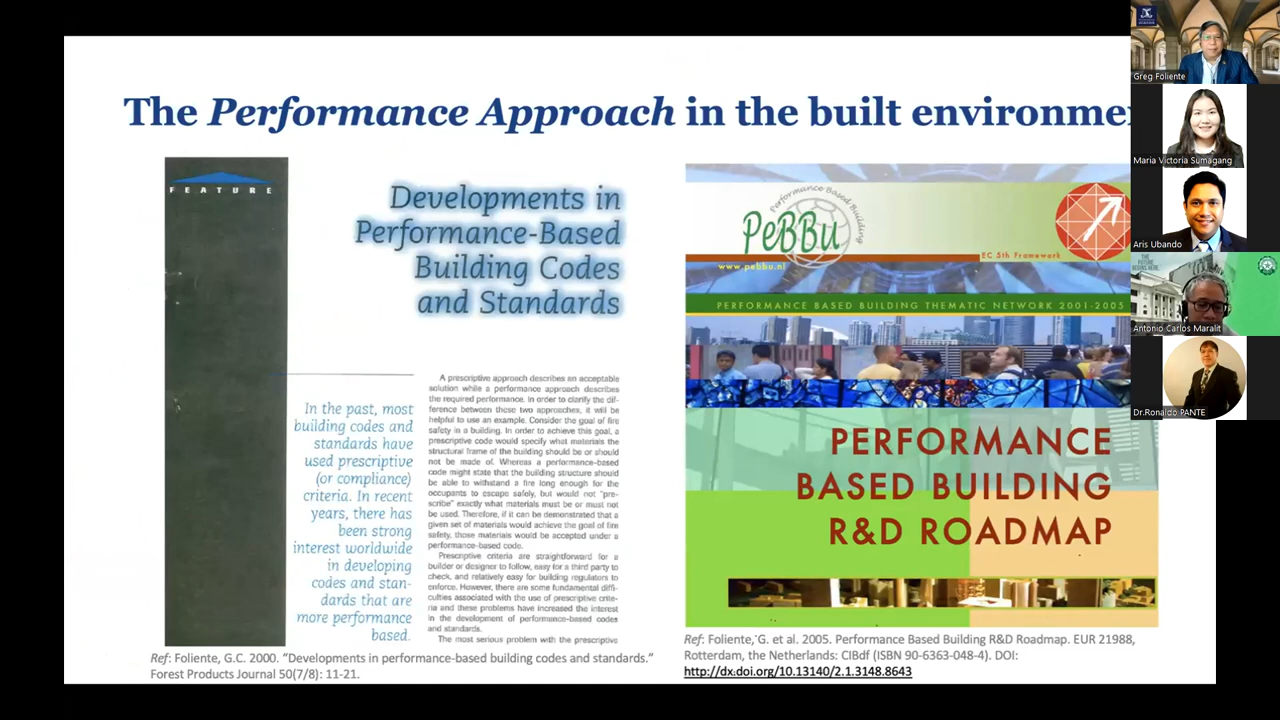 The Performance Approach in the built environme
FEATURE
Developments in
Performance-Based
Building Codes
and Standards
In the past, most
building codes and
standards have
used prescriptive
(or compliance)
criteria. In recent
years, there has
been strong
interest worldwide
in developing
codes and stan-
dards that are
more performance
based.
A prescriptive approach describes an acceptable
solution while a performance approach describes
the required performance. In order to clarify the dif-
ference between these two approaches, it will be
helpful to use an example. Consider the goal of fire
safety in a building. In order to achieve this goal, a
prescriptive code would specify what materials the
structural frame of the building should be or should
not be made of. Whereas a performance-based
code might state that the building structure should
be able to withstand a fire long enough for the
occupants to escape safely, but would not "pre-
scribe" exactly what materials must be or must not
be used. Therefore, if it can be demonstrated that a
given set of materials would achieve the goal of fire
safety, those materials would be accepted under a
performance-based code.
Prescriptive criteria are straightforward for a
builder or designer to follow, easy for a third party to
check, and relatively easy for building regulators to
enforce. However, there are some fundamental diffi-
culties associated with the use of prescriptive crite-
ria and these problems have increased the interest
in the development of performance-based codes
and standards.
The most serious problem with the prescriptive
Ref: Foliente, G.C. 2000. “Developments in performance-based building codes and standards.”
Forest Products Journal 50(7/8): 11-21.
Performance Based Building
PeBBu
www.pebbu.nl
EC 5th Framework
PERFORMANCE BASED BUILDING THEMATIC NETWORK 2001-2005
PERFORMANCE
BASED BUILDING
R&D ROADMAP
Ref: Foliente, G. et al. 2005. Performance Based Building R&D Roadmap. EUR 21988,
Rotterdam, the Netherlands: CIBdf (ISBN 90-6363-048-4). DOI:
http://dx.doi.org/10.13140/2.1.3148.8643
Greg Foliente
Maria Victoria Sumagang
Aris Ubando
THE
FUTURE
BEGINS HERE.
Antonio Carlos Maralit
Dr.Ronaldo PANTE